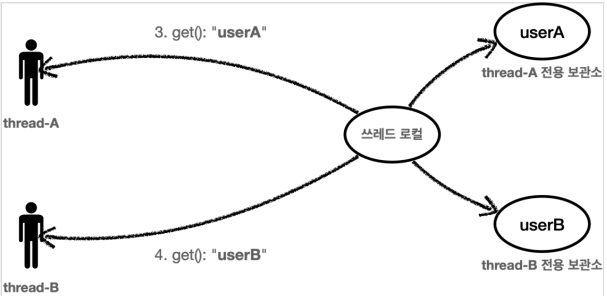 3. get(): "userA"
userA
thread-A 전용 보관소
thread-A
쓰레드 로컬
userB
thread-B 전용 보관소
4. get(): "userB"
thread-B